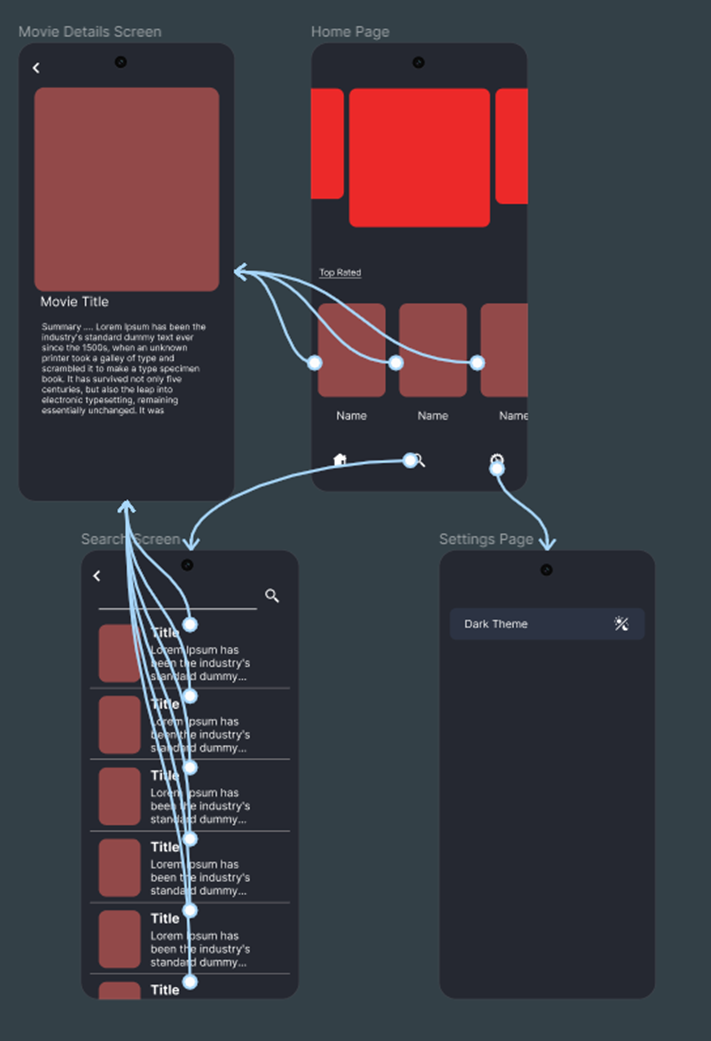 Movie Details Screen
Movie Title
Summary .... Lorem Ipsum has been the
industry's standard dummy text ever
since the 1500s, when an unknown
printer took a galley of type and
scrambled it to make a type specimen
book. It has survived not only five
centuries, but also the leap into
electronic typesetting, remaining
essentially unchanged. It was
Home Page
Top Rated
Name
Name
Name
Search Screen
Title
Lorem Ipsum has
been the industry's
standard dummy...
Title
Lorem Ipsum has
been the industry's
standard dummy...
Title
Lorem Ipsum has
been the industry's
standard dummy...
Title
Lorem Ipsum has
been the industry's
standard dummy...
Title
Lorem Ipsum has
been the industry's
standard dummy...
Title
Settings Page
Dark Theme